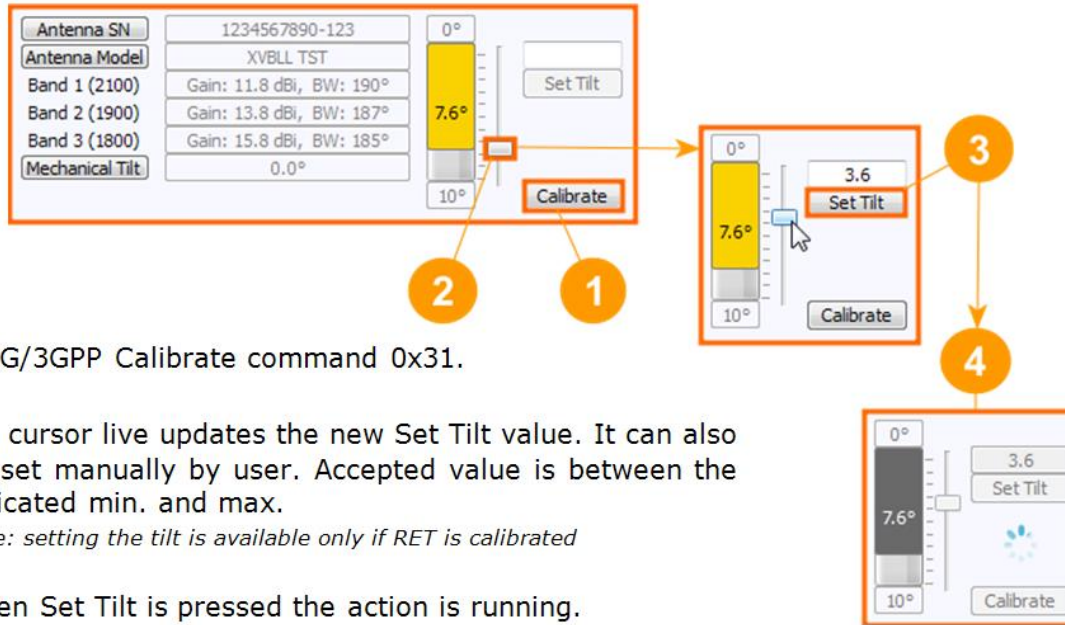 Antenna SN 1234567890-123 0°
Antenna Model XVBLL TST
Band 1 (2100) Gain: 11.8 dBi, BW: 190° Set Tilt
Band 2 (1900) Gain: 13.8 dBi, BW: 187° 7.6°
Band 3 (1800) Gain: 15.8 dBi, BW: 185°
Mechanical Tilt 0.0°
10° Calibrate
2
1
0°
3.6
Set Tilt
7.6°
10° Calibrate
3
4
G/3GPP Calibrate command 0x31.
cursor live updates the new Set Tilt value. It can also
set manually by user. Accepted value is between the
icated min. and max.
e: setting the tilt is available only if RET is calibrated
en Set Tilt is pressed the action is running.
0°
3.6
Set Tilt
7.6°
10° Calibrate